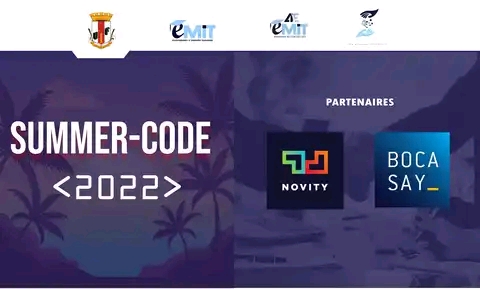 EMIT
EMIT
SUMMER-CODE
<2022>
PARTENAIRES
NOVITY
BOCA
SAY_